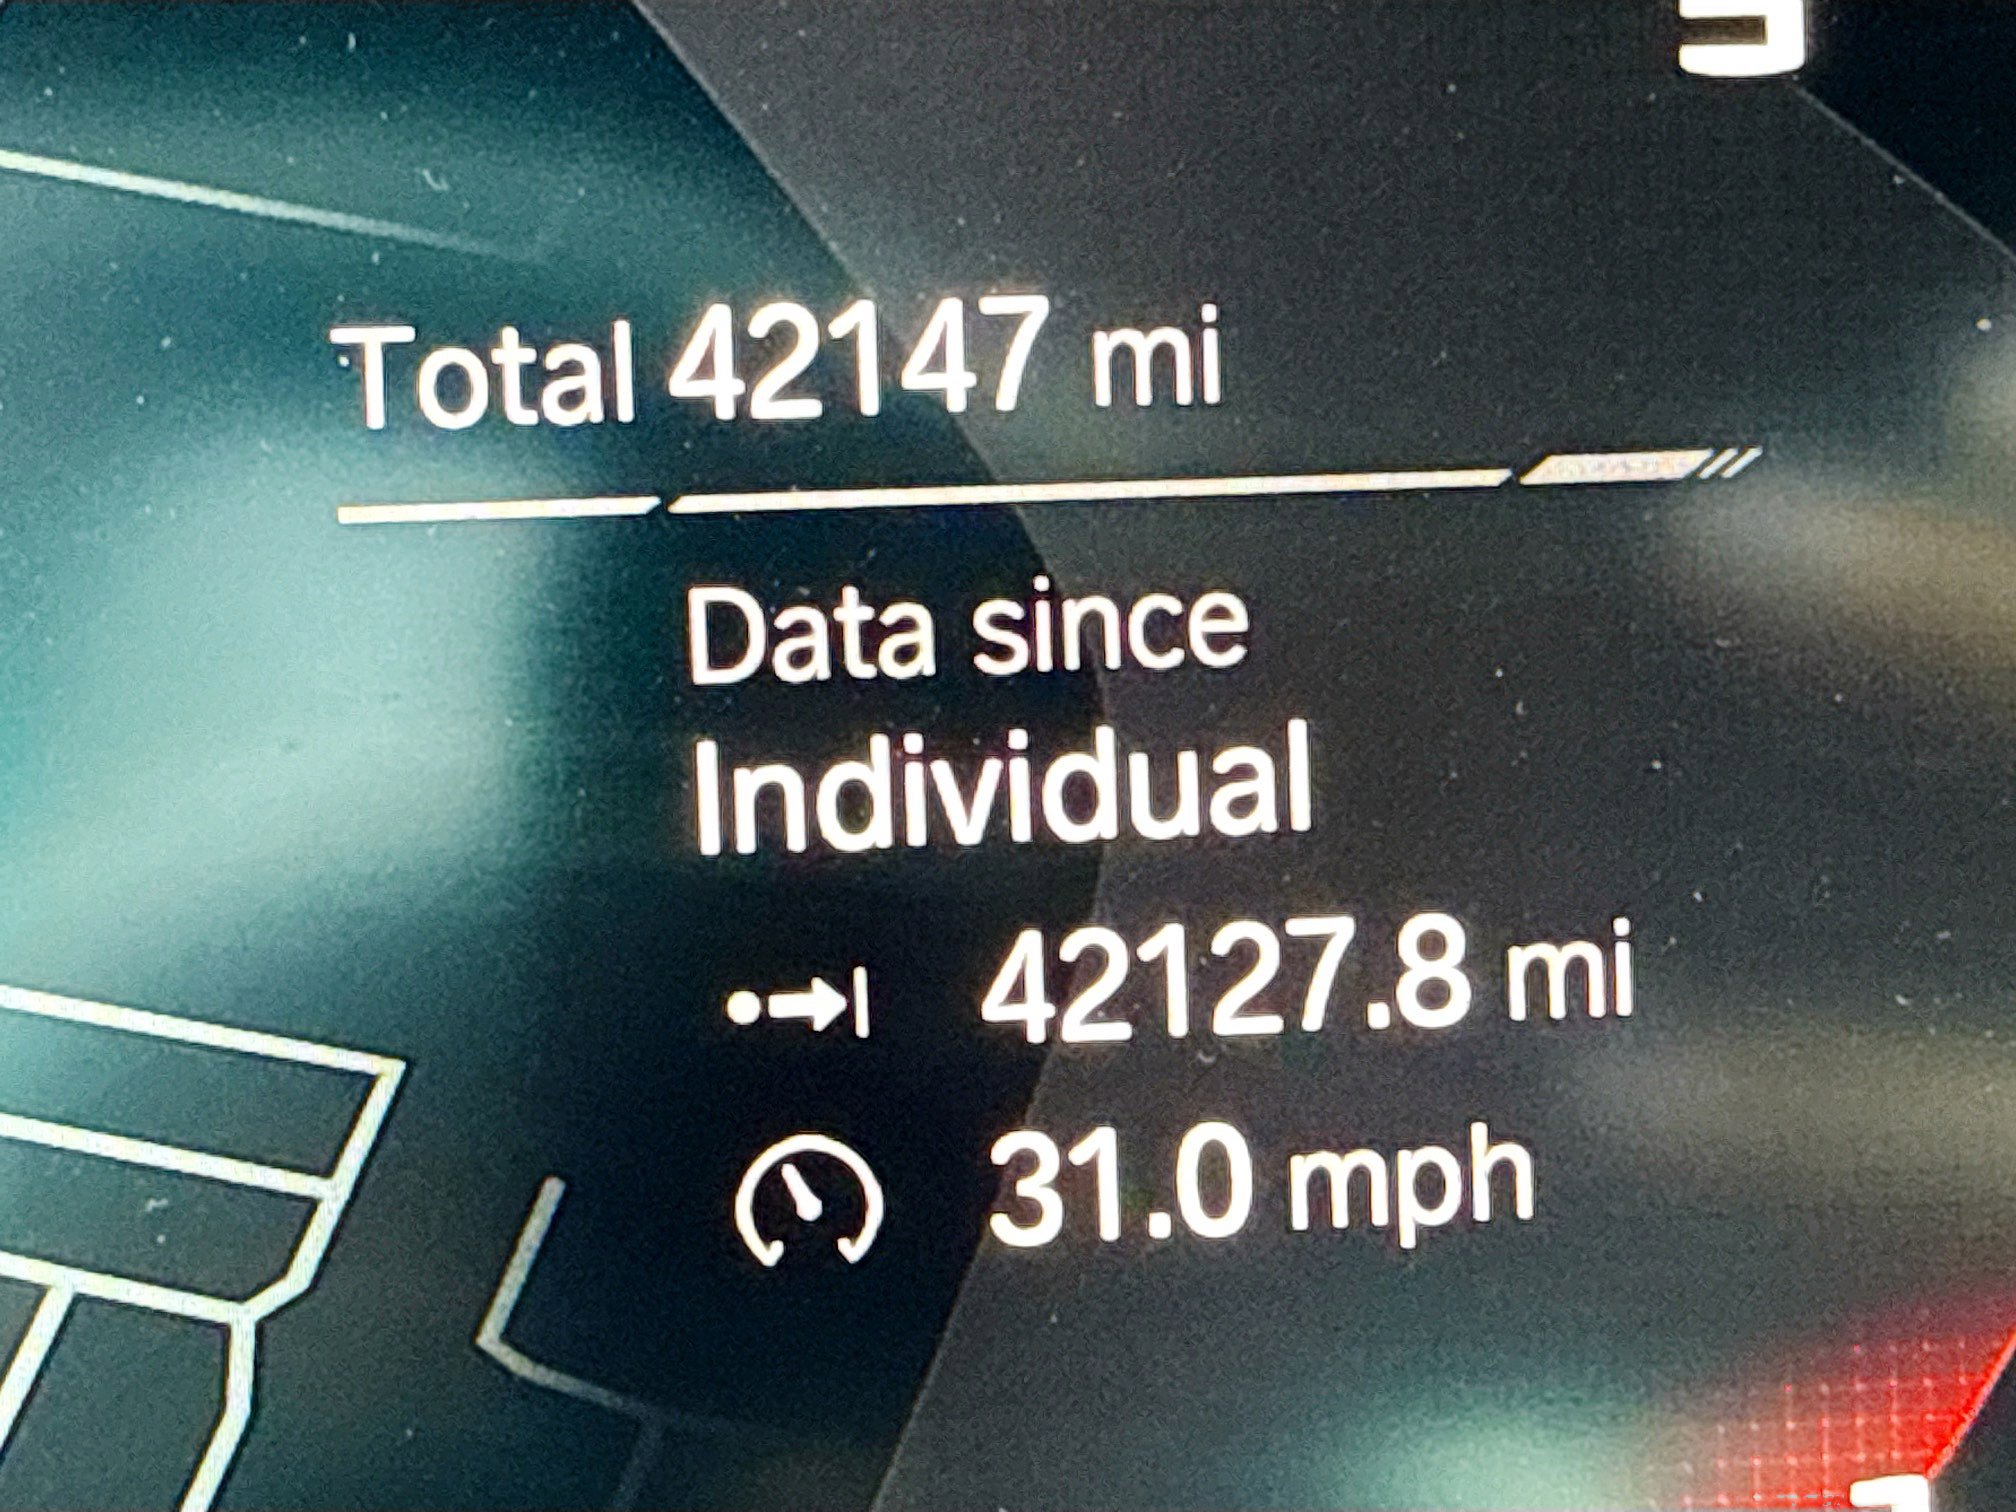 Total 42147 mi
Data since
Individual
42127.8 mi
31.0 mph